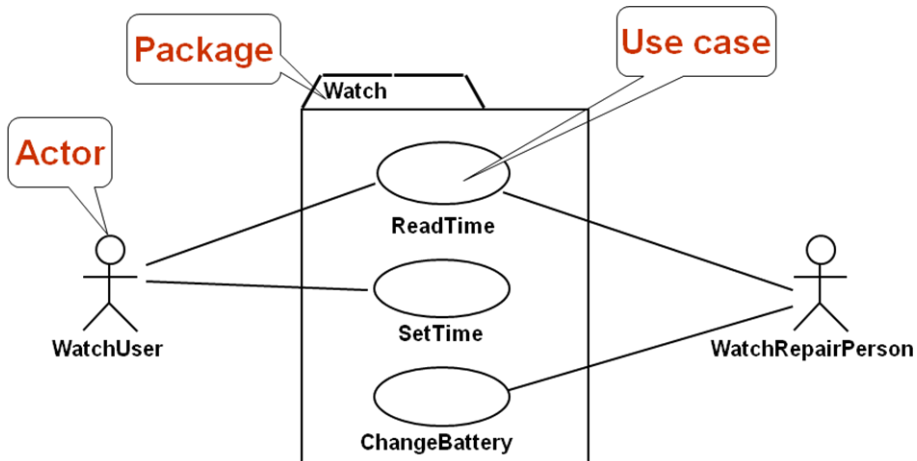 Package
Use case
Watch
Actor
ReadTime
SetTime
WatchUser
WatchRepairPerson
ChangeBattery